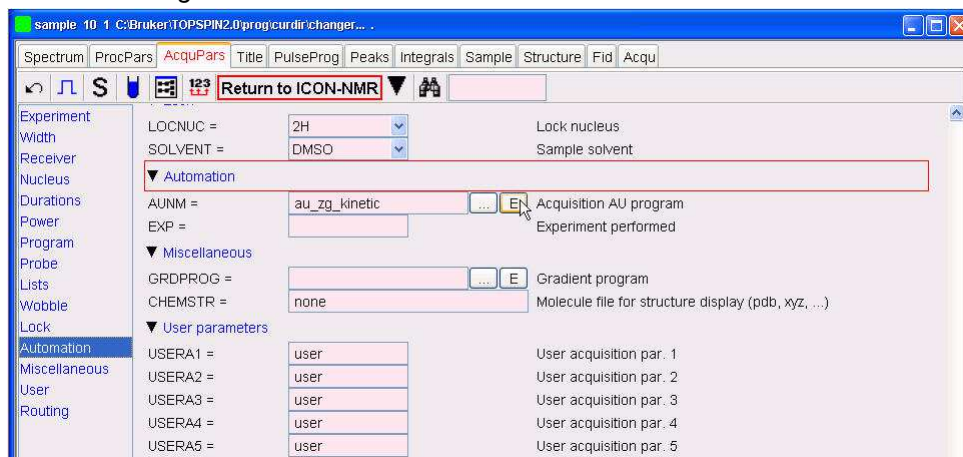 sample 10 1 C:\Bruker\TOPSPIN2.0\prog\curdir\changer... .
Spectrum ProcPars AcquPars Title PulseProg Peaks Integrals Sample Structure Fid Acqu
S 123 Return to ICON-NMR
Experiment
Width
Receiver
Nucleus
Durations
Power
Program
Probe
Lists
Wobble
Lock
Automation
Miscellaneous
User
Routing
LOCNUC = 2H Lock nucleus
SOLVENT = DMSO Sample solvent
▼ Automation
AUNM = au_zg_kinetic ... E Acquisition AU program
EXP = Experiment performed
▼ Miscellaneous
GRDPROG = ... E Gradient program
CHEMSTR = none Molecule file for structure display (pdb, xyz, ...)
▼ User parameters
USERA1 = user User acquisition par. 1
USERA2 = user User acquisition par. 2
USERA3 = user User acquisition par. 3
USERA4 = user User acquisition par. 4
USERA5 = user User acquisition par. 5